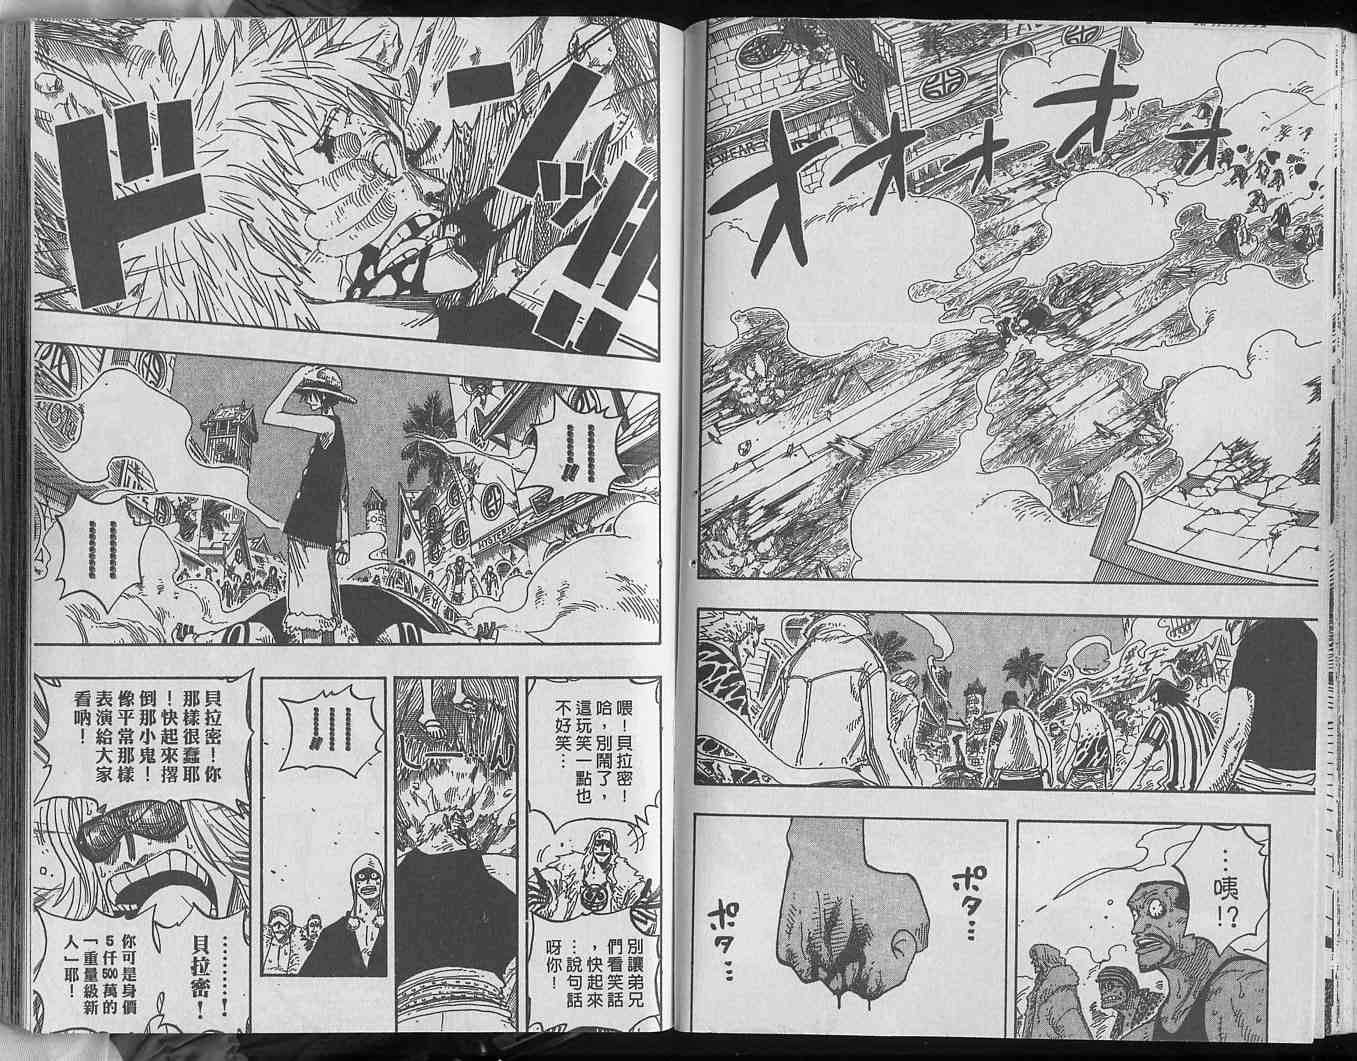 オオオオオ
WEAR
…咦!?
ポタ…
ポタ…
ドン!!
HYSTER
…………!!
…………
喂！貝拉密！
哈，別鬧了，
這玩笑一點也
不好笑…
別讓弟兄
們看笑話
，快起來
…說句話
呀你！
しーん
…………!!
貝拉密！你
那樣很蠢耶
！快起來撂
倒那小鬼！
像平常那樣
表演給大家
看吶！
………！
貝拉密！
你可是身價
5仟500萬的
「重量級新
人」耶！